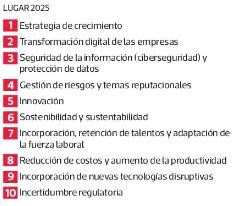 LUGAR 2025
1 Estrategia de crecimiento
2 Transformación digital de las empresas
3 Seguridad de la información (ciberseguridad) y
protección de datos
4 Gestión de riesgos y temas reputacionales
5 Innovación
6 Sostenibilidad y sustentabilidad
7 Incorporación, retención de talentos y adaptación de
la fuerza laboral
8 Reducción de costos y aumento de la productividad
9 Incorporación de nuevas tecnologías disruptivas
10 Incertidumbre regulatoria